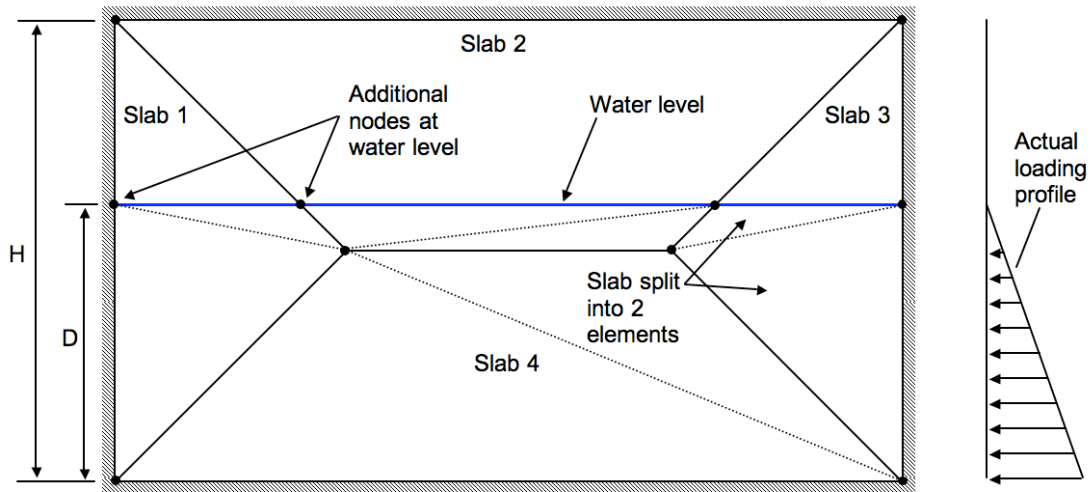 Slab 2
Slab 1
Additional
nodes at
water level
Water level
Slab 3
Actual
loading
profile
H
D
Slab split
into 2
elements
Slab 4